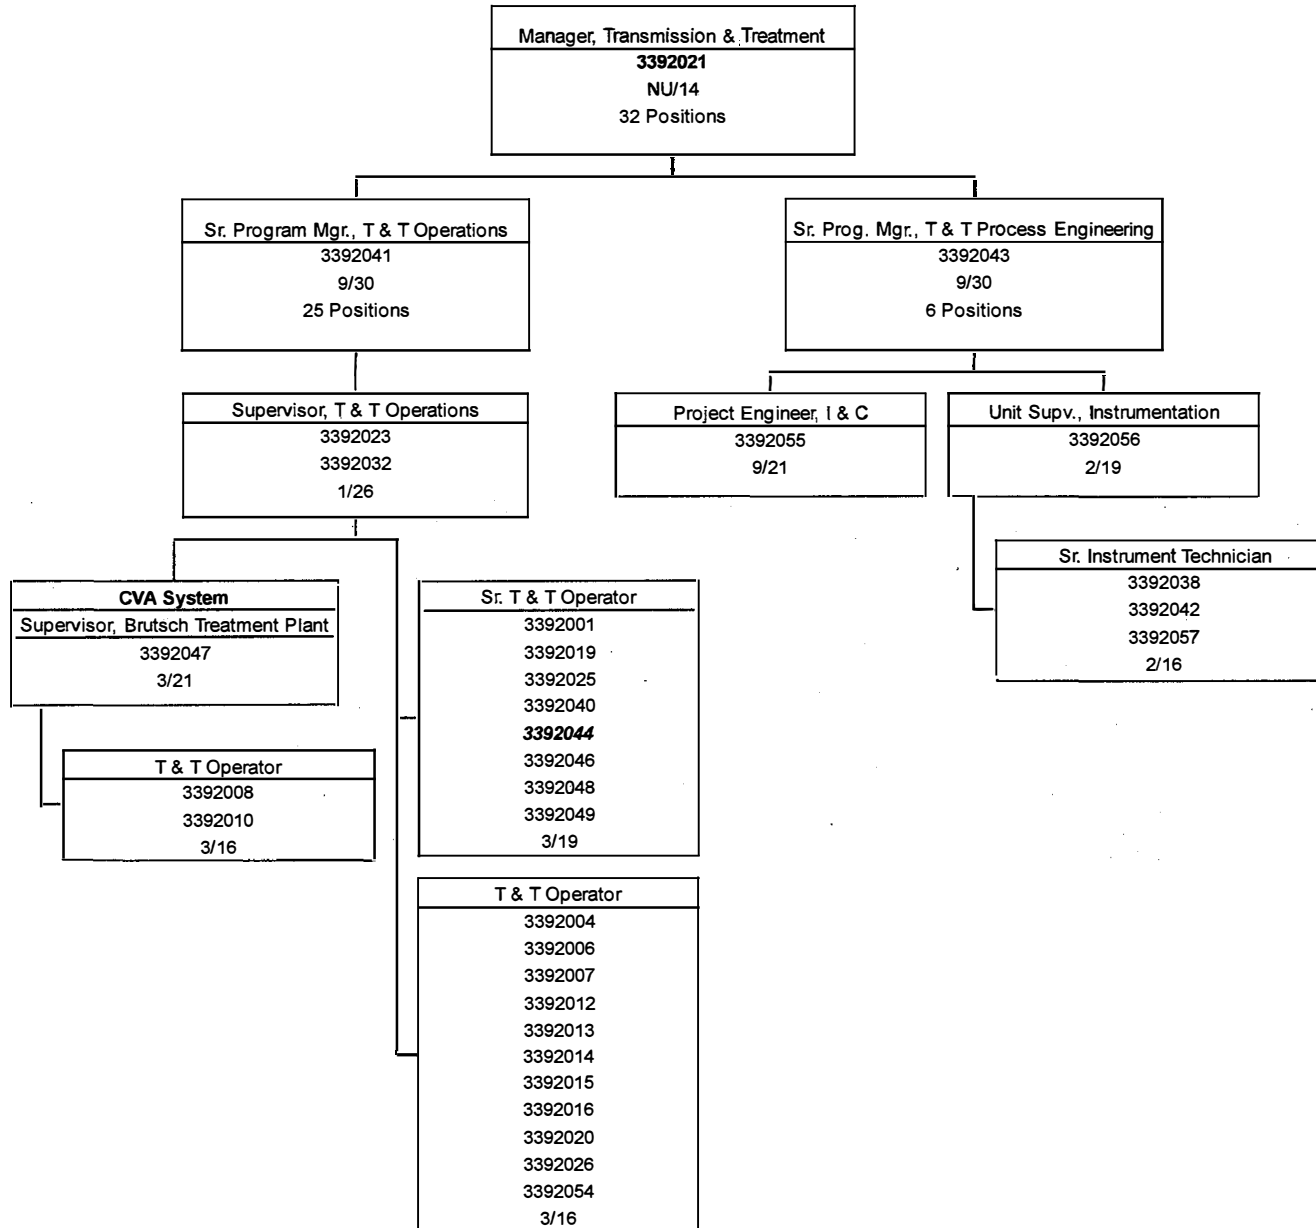 Manager, Transmission & Treatment
3392021
NU/14
32 Positions
Sr. Program Mgr., T & T Operations
3392041
9/30
25 Positions
Sr. Prog. Mgr., T & T Process Engineering
3392043
9/30
6 Positions
Supervisor, T & T Operations
3392023
3392032
1/26
Project Engineer, I & C
3392055
9/21
Unit Supv., Instrumentation
3392056
2/19
Sr. Instrument Technician
3392038
3392042
3392057
2/16
CVA System
Supervisor, Brutsch Treatment Plant
3392047
3/21
T & T Operator
3392008
3392010
3/16
Sr. T & T Operator
3392001
3392019
3392025
3392040
3392044
3392046
3392048
3392049
3/19
T & T Operator
3392004
3392006
3392007
3392012
3392013
3392014
3392015
3392016
3392020
3392026
3392054
3/16